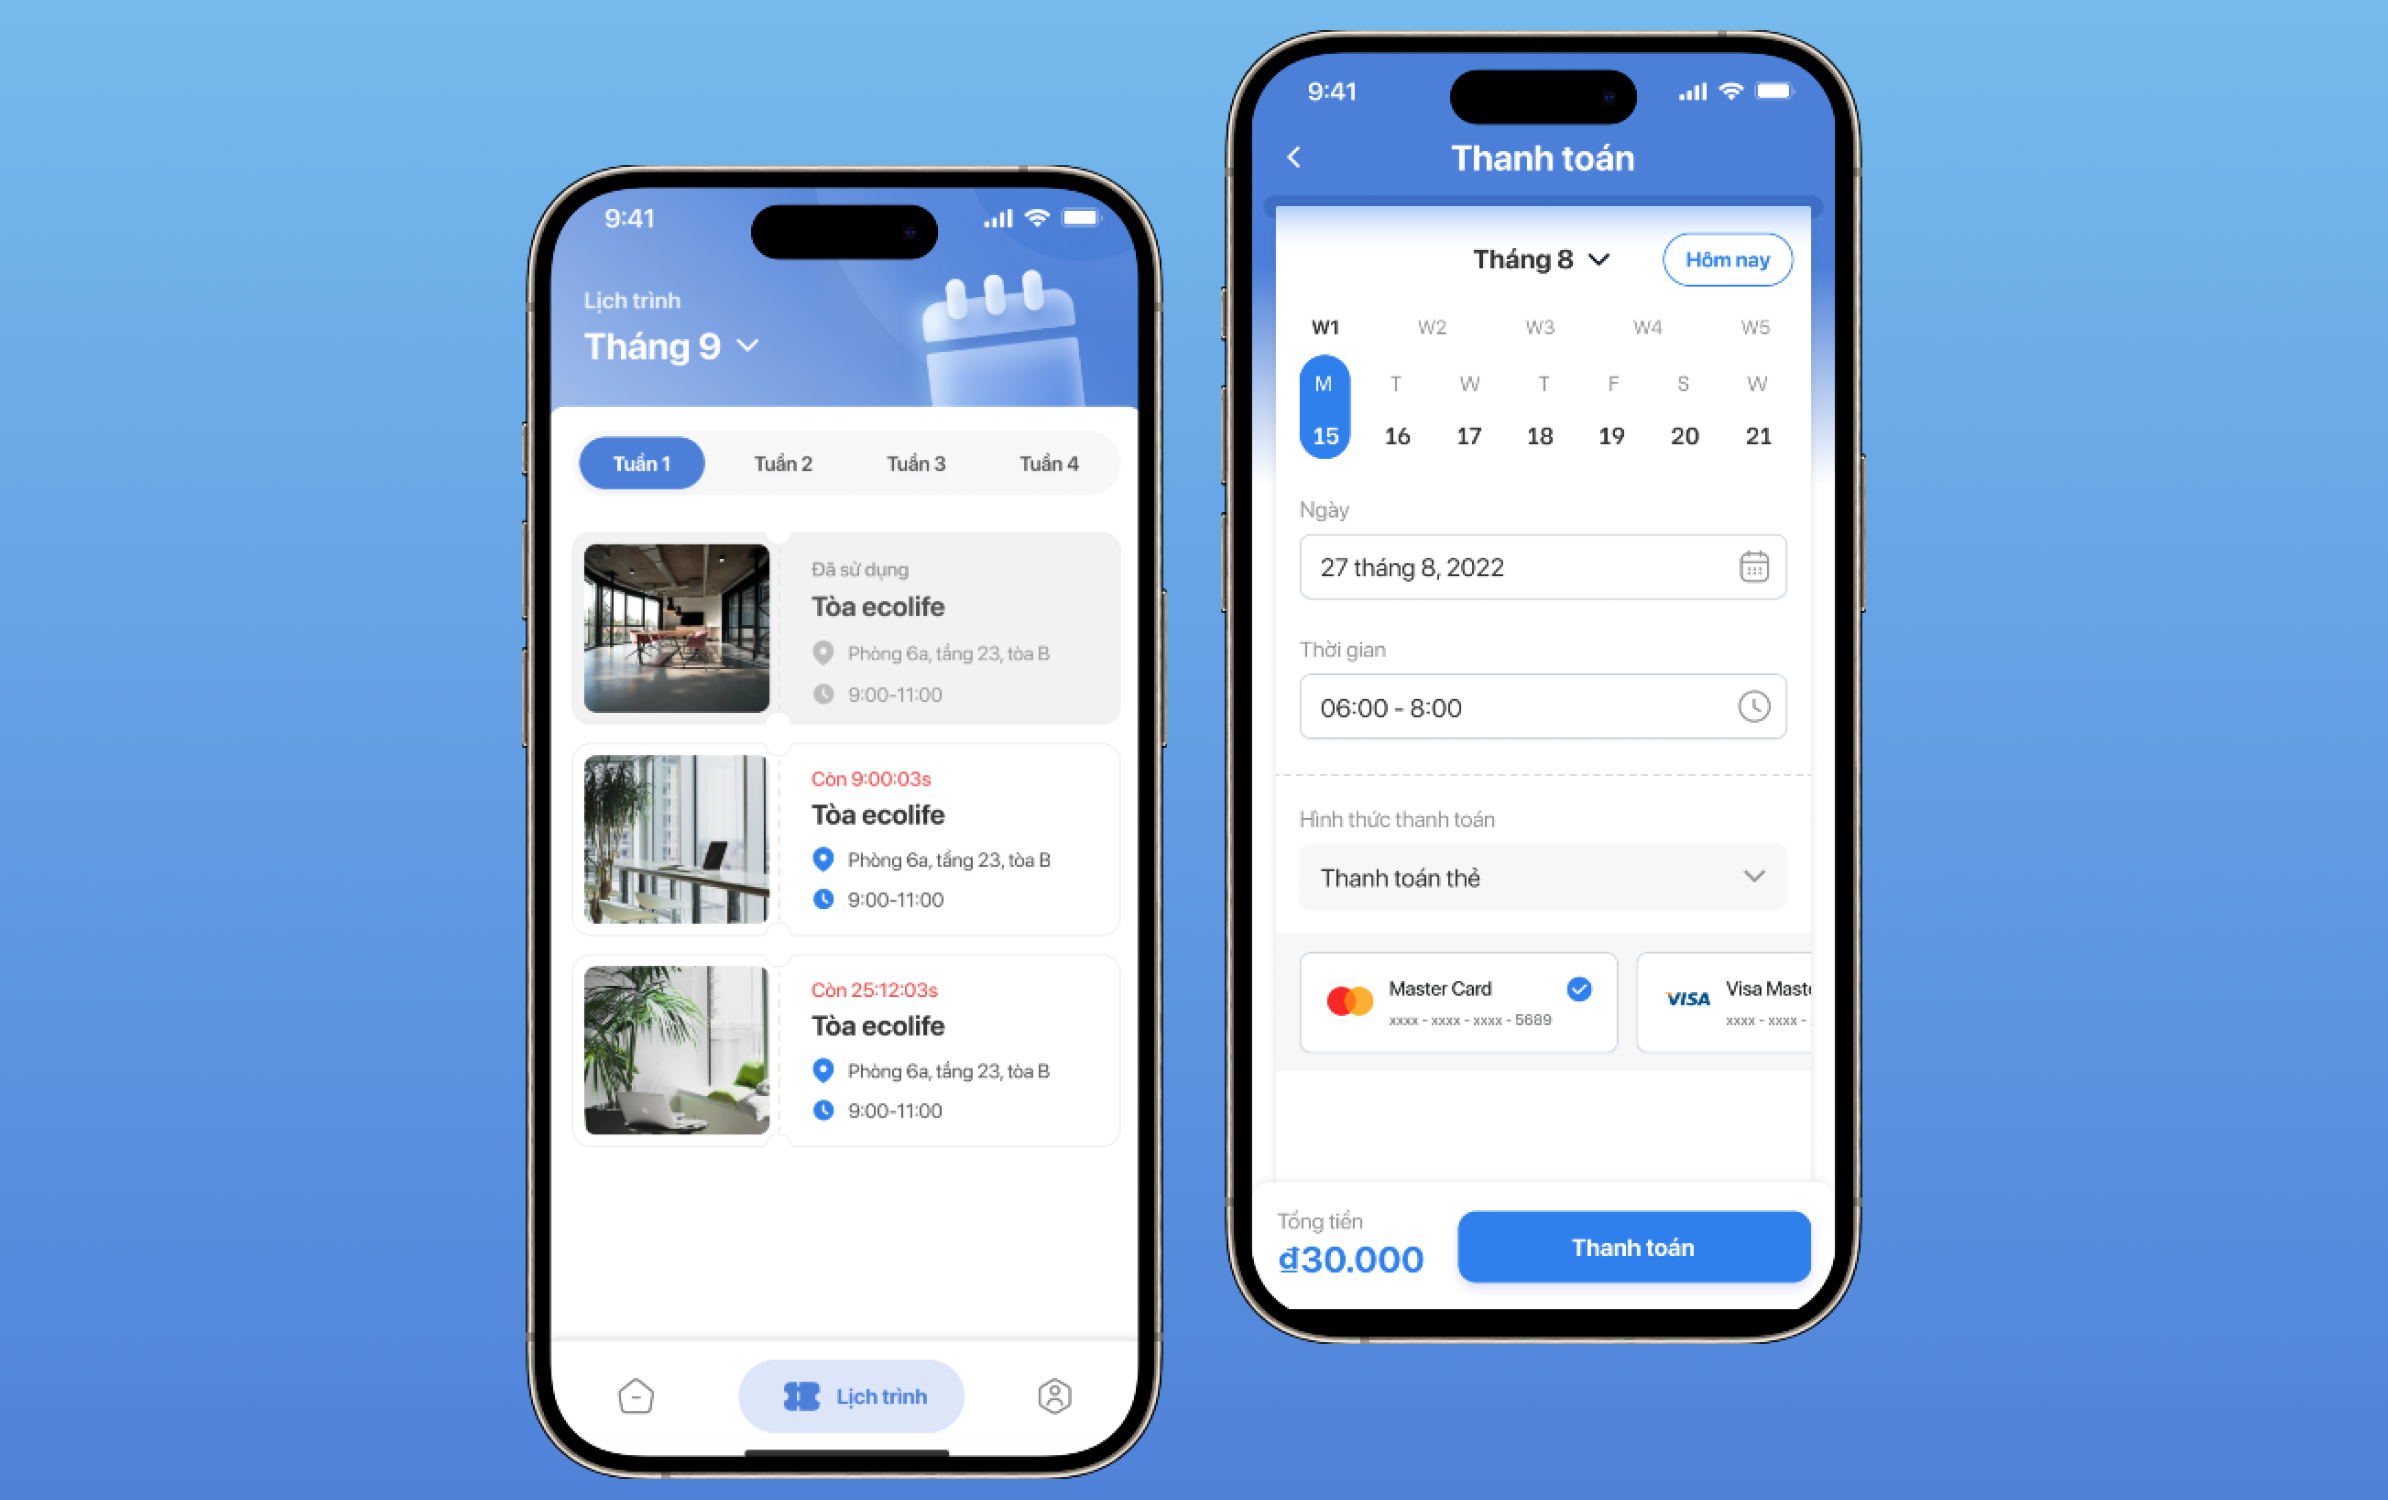 9:41
Lịch trình
Tháng 9
Tuần 1 Tuần 2 Tuần 3 Tuần 4
Đã sử dụng
Tòa ecolife
Phòng 6a, tầng 23, tòa B
9:00-11:00
Còn 9:00:03s
Tòa ecolife
Phòng 6a, tầng 23, tòa B
9:00-11:00
Còn 25:12:03s
Tòa ecolife
Phòng 6a, tầng 23, tòa B
9:00-11:00
Lịch trình
9:41
Thanh toán
Tháng 8 Hôm nay
W1 W2 W3 W4 W5
M T W T F S W
15 16 17 18 19 20 21
Ngày
27 tháng 8, 2022
Thời gian
06:00 - 8:00
Hình thức thanh toán
Thanh toán thẻ
Master Card
xxxx - xxxx - xxxx - 5689
VISA Visa Maste
xxxx - xxxx -
Tổng tiền
₫30.000
Thanh toán